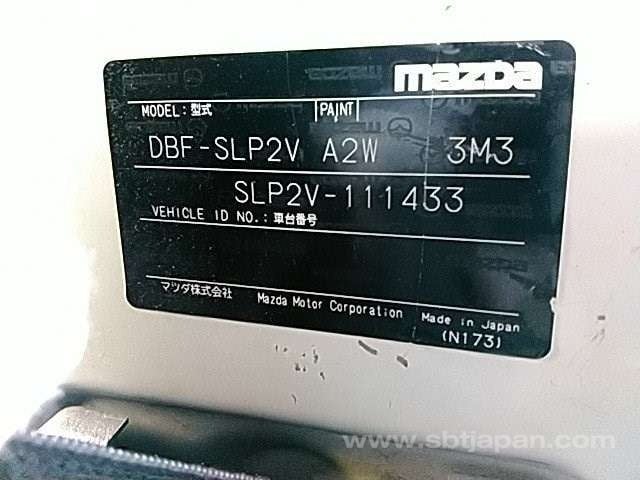 mazda
MODEL: 型式 PAINT
DBF-SLP2V A2W 3M3
SLP2V-111433
VEHICLE ID NO.: 車台番号
マツダ株式会社 Mazda Motor Corporation Made in Japan
(N173)
www.sbtjapan.com